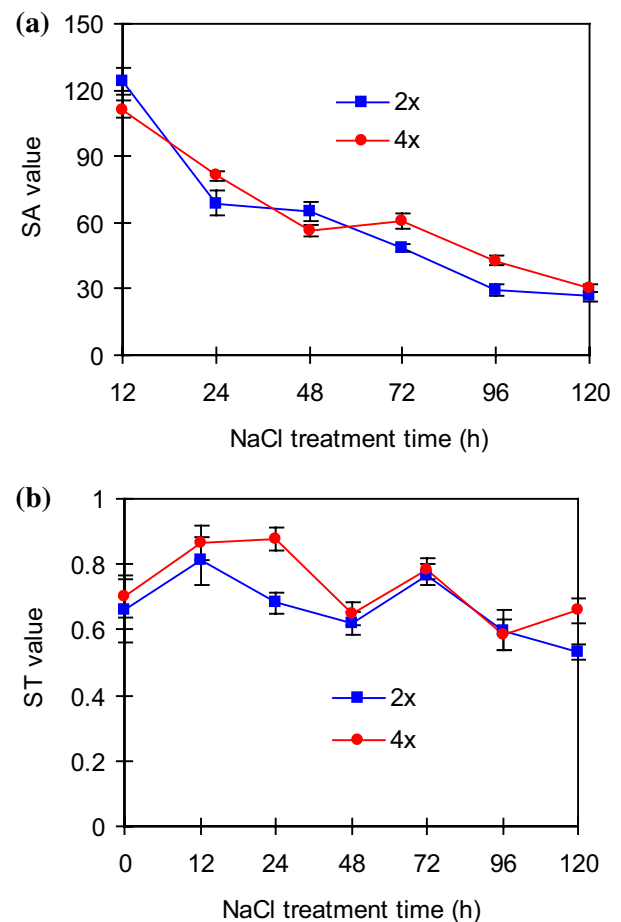 (a)
150
120
90
60
30
0
SA value
2x
4x
12 24 48 72 96 120
NaCl treatment time (h)
(b)
1
0.8
0.6
0.4
0.2
0
ST value
2x
4x
0 12 24 48 72 96 120
NaCl treatment time (h)